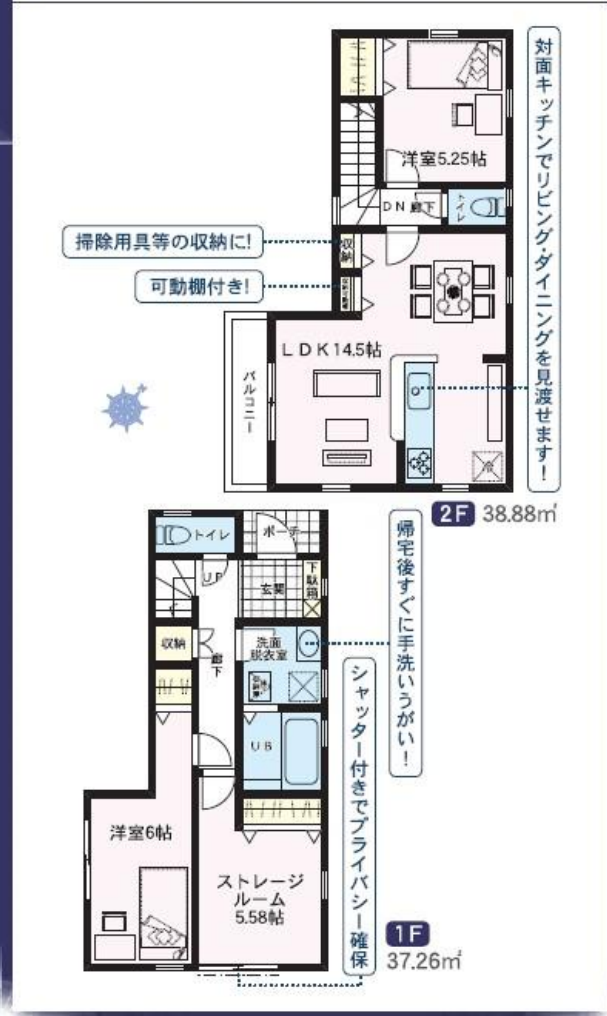 対面キッチンでリビング・ダイニングを見渡せます!
洋室5.25帖
DN
廊下
トイレ
掃除用具等の収納に!
収納
可動棚付き!
LDK14.5帖
バルコニー
冷
2F 38.88㎡
トイレ
ポーチ
UP
玄関
下駄箱
収納
廊下
洗面
脱衣室
帰宅後すぐに手洗いうがい!
UB
シャッター付きでプライバシー確保
洋室6帖
ストレージ
ルーム
5.58帖
1F
37.26㎡